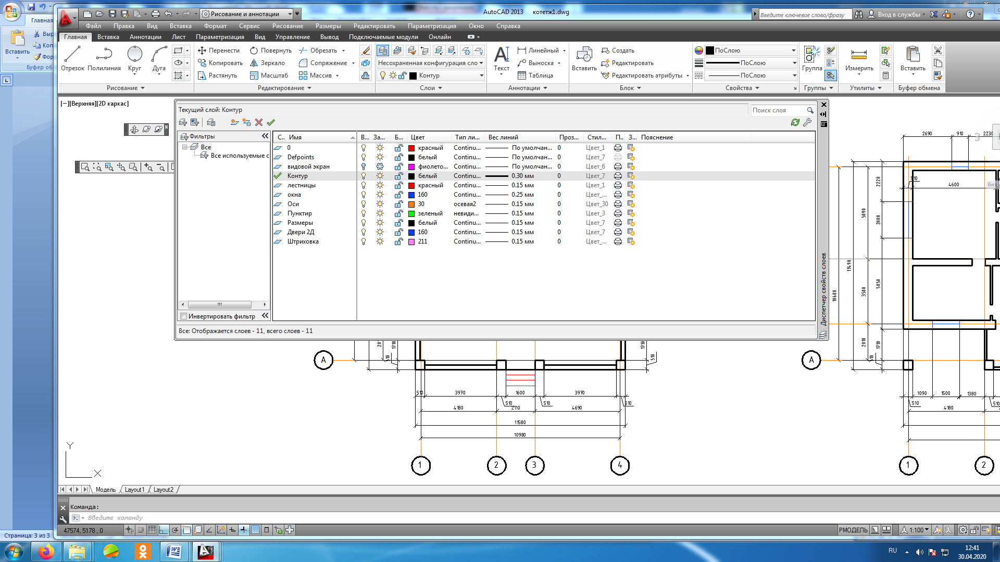 AutoCAD 2013 котетж1.dwg
Рисование и аннотации
Введите ключевое слово/фразу
Вход в службы
Главная
Файл Правка Вид Вставка Формат Сервис Рисование Размеры Редактировать Параметризация Окно Справка
Главная Вставка Аннотации Лист Параметризация Вид Управление Вывод Подключаемые модули Онлайн
Выр
Коп
Фор
Вставить
Буфер об
Отрезок Полилиния Круг Дуга
Рисование
Перенести Повернуть Обрезать
Копировать Зеркало Сопряжение
Растянуть Масштаб Массив
Редактирование
Несохраненная конфигурация сло
Контур
Слои
Текст
Линейный
Выноска
Таблица
Аннотации
Вставить
Создать
Редактировать
Редактировать атрибуты
Блок
ПоСлою
ПоСлою
ПоСлою
Свойства
Группа
Группы
Измерить
Утилиты
Вставить
Буфер обмена
[−][Верхняя][2D каркас]
Текущий слой: Контур
Поиск слоя
Фильтры
Все
Все используемые с
Инвертировать фильтр
С.. Имя В... За... Б... Цвет Тип ли... Вес линий Проз... Стил... П.. З... Пояснение
0 красный Continu... По умолчан... 0 Цвет_1
Defpoints белый Continu... По умолчан... 0 Цвет_7
видовой экран фиолето... Continu... По умолчан... 0 Цвет_6
Контур белый Continu... 0.30 мм 0 Цвет_7
лестницы красный Continu... 0.15 мм 0 Цвет_1
окна 160 Continu... 0.25 мм 0 Цвет_...
Оси 30 осевая2 0.15 мм 0 Цвет_30
Пунктир зеленый невиди... 0.15 мм 0 Цвет_3
Размеры белый Continu... 0.15 мм 0 Цвет_7
Двери 2Д 160 Continu... 0.15 мм 0 Цвет_7
Штриховка 211 Continu... 0.15 мм 0 Цвет_...
Все: Отображается слоев - 11, всего слоев - 11
Диспетчер свойств слоев
2690 910 2230
3
510
4600
Без
2220
5090
2000
11490
10680
3580
5050
2010
1710
510
A
1710
510
510
1710
510
A
510 3970 1600 3970
510 510 510
4180 2110 4690
11580
10980
1 2 3 4
1090 1500 1380
510 510
4180
1 2
Y
X
Модель Layout1 Layout2
Команда:
Введите команду
47574, 5178 , 0
РМОДЕЛЬ
1:100
Страница: 3 из 3
RU
12:41
30.04.2020